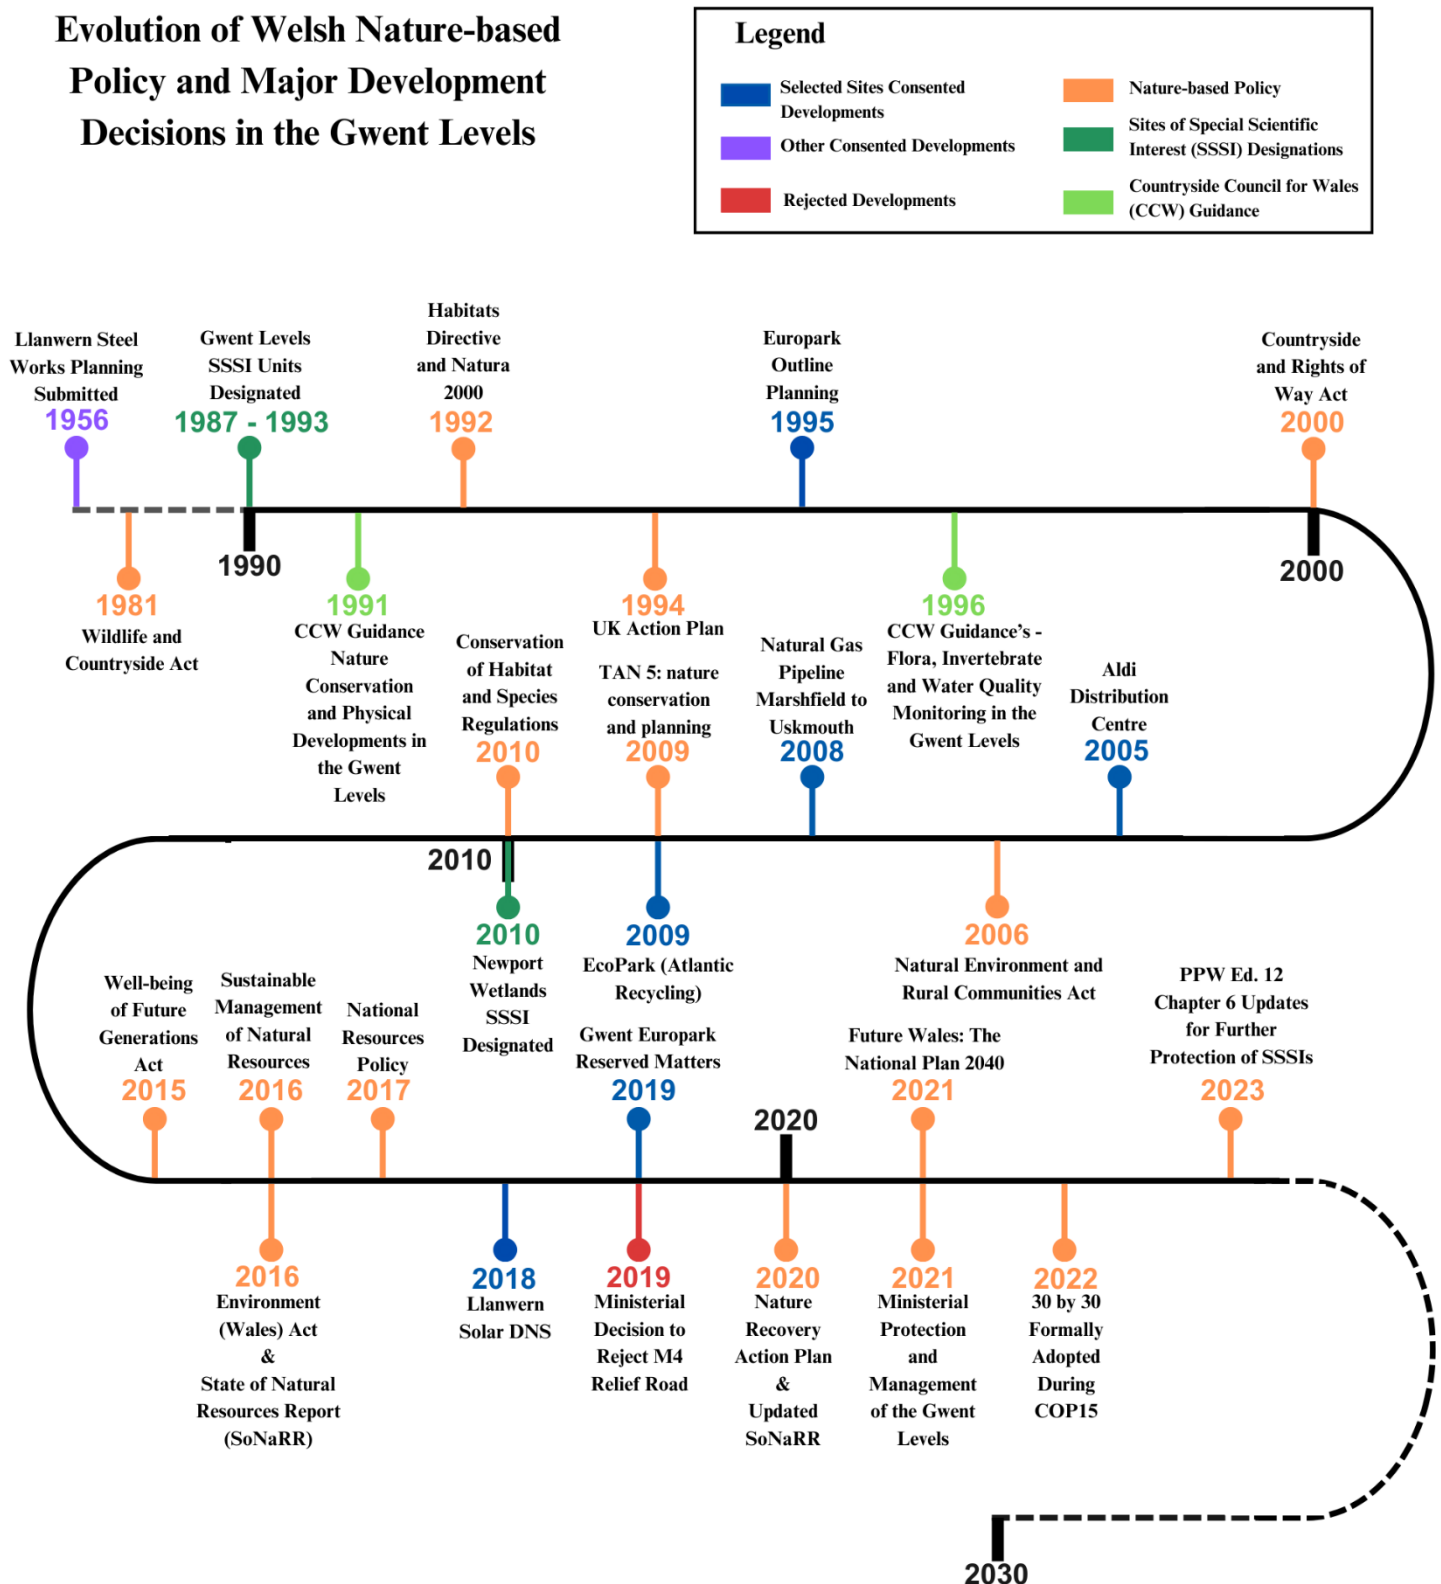 Evolution of Welsh Nature-based
Policy and Major Development
Decisions in the Gwent Levels
Legend
Selected Sites Consented
Developments
Other Consented Developments
Rejected Developments
Nature-based Policy
Sites of Special Scientific
Interest (SSSI) Designations
Countryside Council for Wales
(CCW) Guidance
Llanwern Steel
Works Planning
Submitted
1956
Gwent Levels
SSSI Units
Designated
1987 - 1993
Habitats
Directive
and Natura
2000
1992
Europark
Outline
Planning
1995
Countryside
and Rights of
Way Act
2000
1981
Wildlife and
Countryside Act
1990
1991
CCW Guidance
Nature
Conservation
and Physical
Developments in
the Gwent
Levels
1994
UK Action Plan
1996
CCW Guidance's -
Flora, Invertebrate
and Water Quality
Monitoring in the
Gwent Levels
2000
Conservation
of Habitat
and Species
Regulations
2010
TAN 5: nature
conservation
and planning
2009
Natural Gas
Pipeline
Marshfield to
Uskmouth
2008
Aldi
Distribution
Centre
2005
2010
2010
Newport
Wetlands
SSSI
Designated
2009
EcoPark (Atlantic
Recycling)
2006
Natural Environment and
Rural Communities Act
Well-being
of Future
Generations
Act
2015
Sustainable
Management
of Natural
Resources
2016
National
Resources
Policy
2017
Gwent Europark
Reserved Matters
2019
2020
Future Wales: The
National Plan 2040
2021
PPW Ed. 12
Chapter 6 Updates
for Further
Protection of SSSIs
2023
2016
Environment
(Wales) Act
&
State of Natural
Resources Report
(SoNaRR)
2018
Llanwern
Solar DNS
2019
Ministerial
Decision to
Reject M4
Relief Road
2020
Nature
Recovery
Action Plan
&
Updated
SoNaRR
2021
Ministerial
Protection
and
Management
of the Gwent
Levels
2022
30 by 30
Formally
Adopted
During
COP15
2030